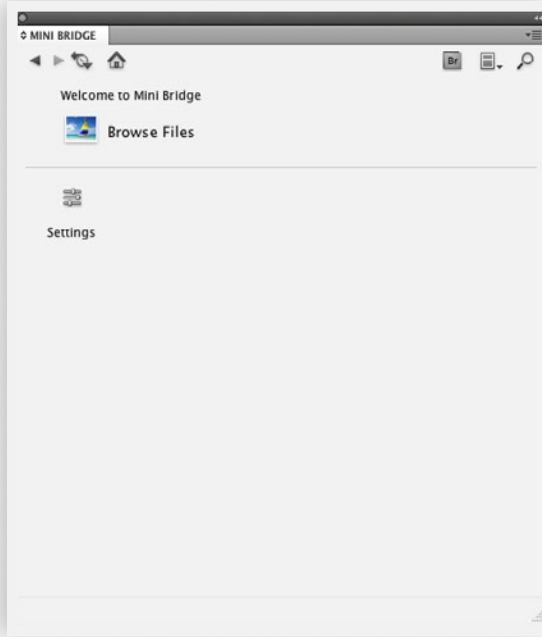 MINI BRIDGE
Br
Welcome to Mini Bridge
Browse Files
Settings